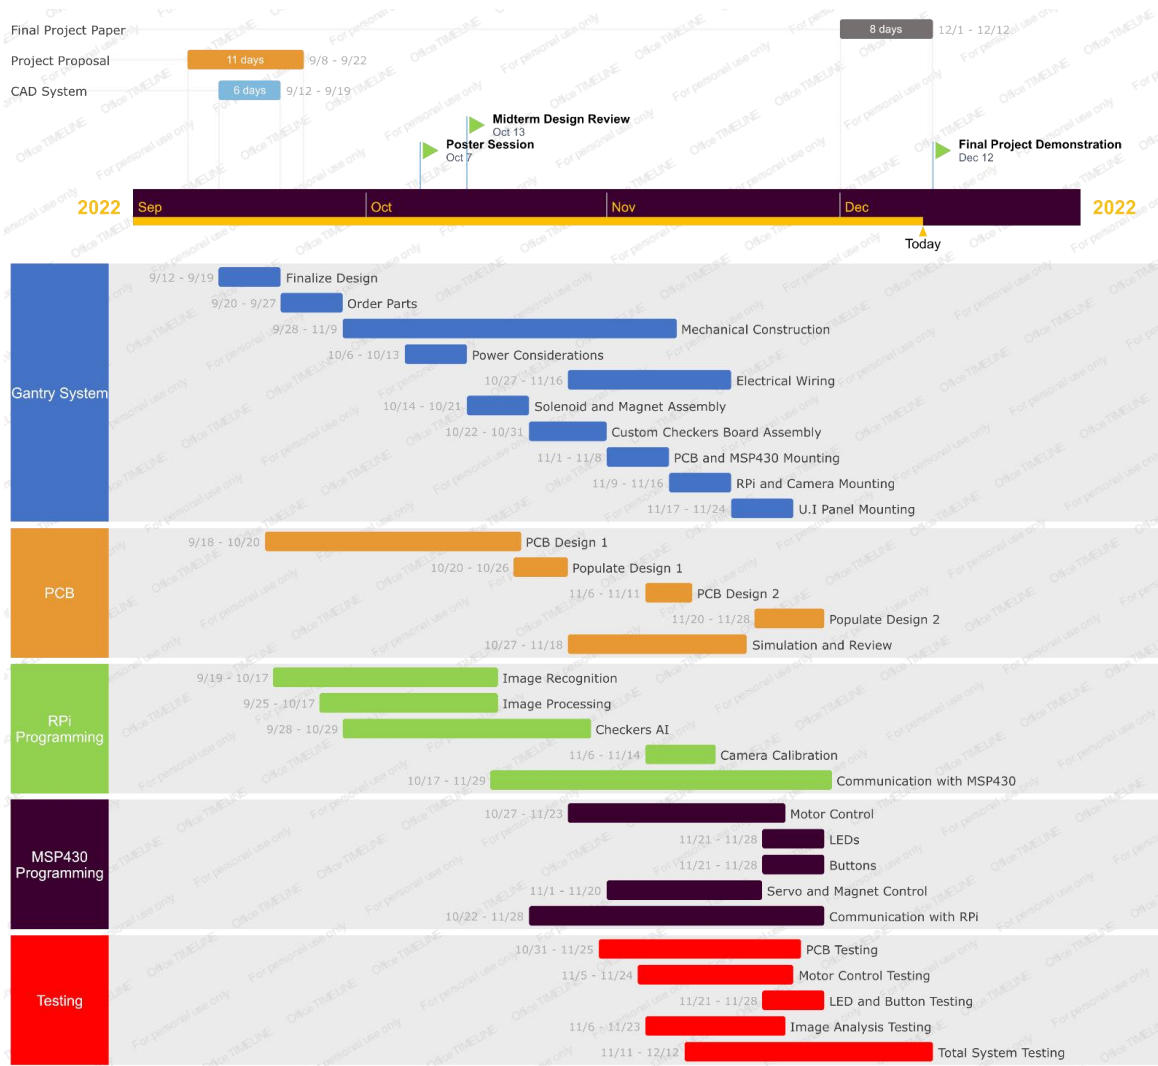 Final Project Paper 8 days 12/1 - 12/12
Project Proposal 11 days 9/8 - 9/22
CAD System 6 days 9/12 - 9/19
Midterm Design Review
Oct 13
Poster Session
Oct 7
Final Project Demonstration
Dec 12
2022 Sep Oct Nov Dec 2022
Today
Gantry System
9/12 - 9/19 Finalize Design
9/20 - 9/27 Order Parts
9/28 - 11/9 Mechanical Construction
10/6 - 10/13 Power Considerations
10/27 - 11/16 Electrical Wiring
10/14 - 10/21 Solenoid and Magnet Assembly
10/22 - 10/31 Custom Checkers Board Assembly
11/1 - 11/8 PCB and MSP430 Mounting
11/9 - 11/16 RPi and Camera Mounting
11/17 - 11/24 U.I Panel Mounting
PCB
9/18 - 10/20 PCB Design 1
10/20 - 10/26 Populate Design 1
11/6 - 11/11 PCB Design 2
11/20 - 11/28 Populate Design 2
10/27 - 11/18 Simulation and Review
RPi
Programming
9/19 - 10/17 Image Recognition
9/25 - 10/17 Image Processing
9/28 - 10/29 Checkers AI
11/6 - 11/14 Camera Calibration
10/17 - 11/29 Communication with MSP430
MSP430
Programming
10/27 - 11/23 Motor Control
11/21 - 11/28 LEDs
11/21 - 11/28 Buttons
11/1 - 11/20 Servo and Magnet Control
10/22 - 11/28 Communication with RPi
Testing
10/31 - 11/25 PCB Testing
11/5 - 11/24 Motor Control Testing
11/21 - 11/28 LED and Button Testing
11/6 - 11/23 Image Analysis Testing
11/11 - 12/12 Total System Testing
For personal use only
Office TIMELINE